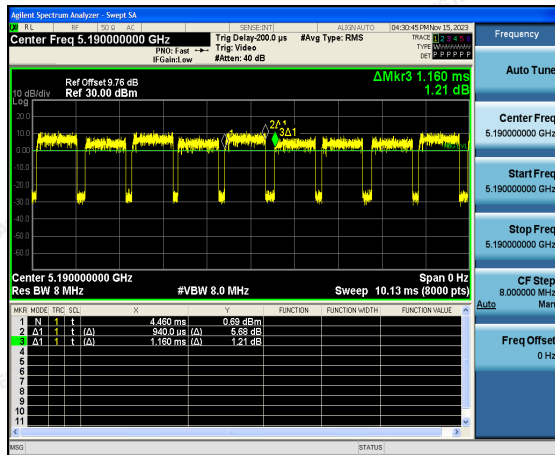 Agilent Spectrum Analyzer - Swept SA
RL RF 50 Ω AC SENSE:INT ALIGNAUTO 04:30:45 PM Nov 15, 2023
Center Freq 5.190000000 GHz
PNO: Fast
IFGain:Low
Trig Delay-200.0 µs
Trig: Video
#Atten: 40 dB
#Avg Type: RMS
TRACE 1 2 3 4 5 6
TYPE
DET P P P P P P
Ref Offset 9.76 dB
10 dB/div Ref 30.00 dBm
Log
ΔMkr3 1.160 ms
1.21 dB
20.0
10.0
0.00
-10.0
-20.0
-30.0
-40.0
-50.0
-60.0
1
2Δ1
3Δ1
Center 5.190000000 GHz Span 0 Hz
Res BW 8 MHz #VBW 8.0 MHz Sweep 10.13 ms (8000 pts)
MKR MODE TRC SCL X Y FUNCTION FUNCTION WIDTH FUNCTION VALUE
1 N 1 t 4.460 ms 0.69 dBm
2 Δ1 1 t (Δ) 940.0 µs (Δ) 5.68 dB
3 Δ1 1 t (Δ) 1.160 ms (Δ) 1.21 dB
4
5
6
7
8
9
10
11
MSG STATUS
Frequency
Auto Tune
Center Freq
5.190000000 GHz
Start Freq
5.190000000 GHz
Stop Freq
5.190000000 GHz
CF Step
8.000000 MHz
Auto Man
Freq Offset
0 Hz